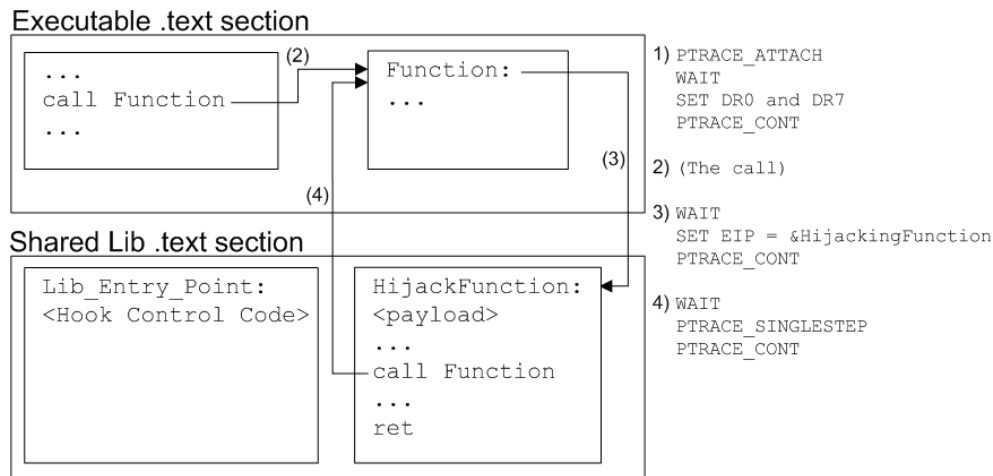 Executable .text section
...
call Function
...
(2)
Function:
...
(3)
(4)
Shared Lib .text section
Lib_Entry_Point:
<Hook Control Code>
HijackFunction:
<payload>
...
call Function
...
ret
1) PTRACE_ATTACH
WAIT
SET DR0 and DR7
PTRACE_CONT
2) (The call)
3) WAIT
SET EIP = &HijackingFunction
PTRACE_CONT
4) WAIT
PTRACE_SINGLESTEP
PTRACE_CONT